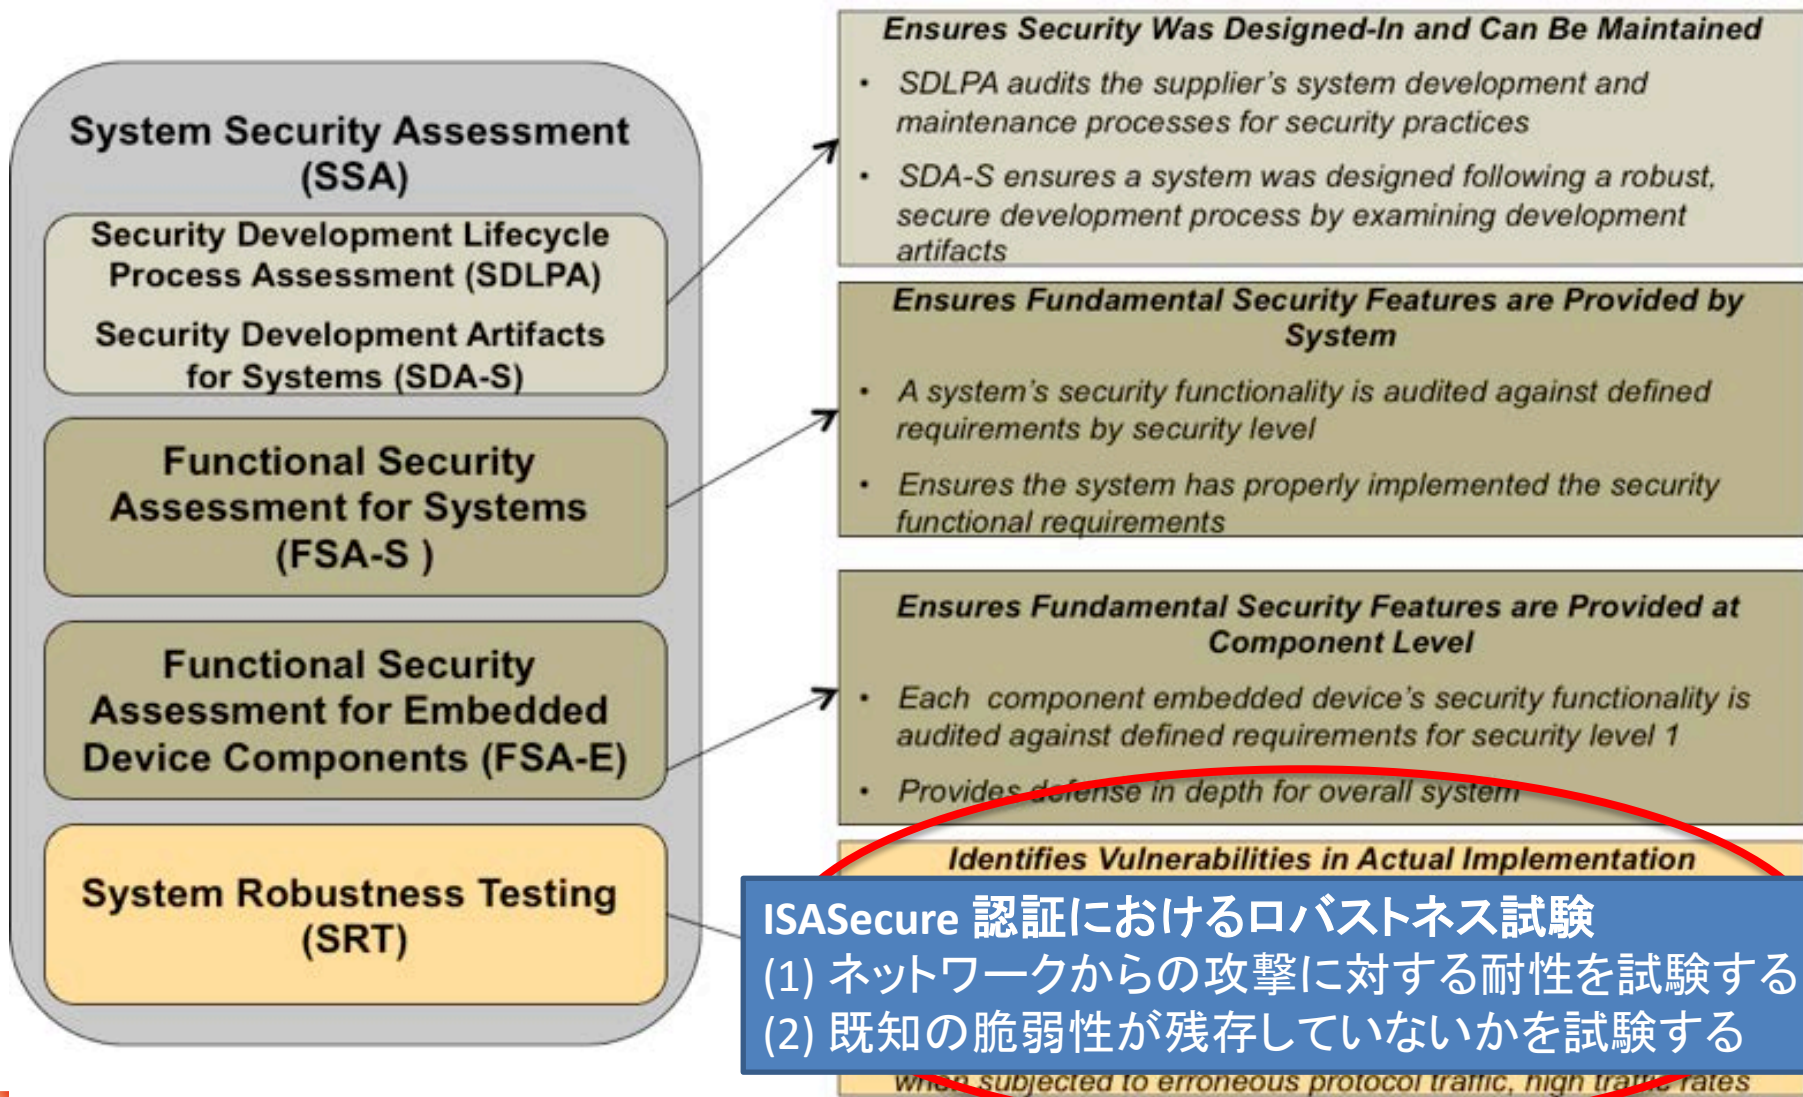 System Security Assessment
(SSA)
Security Development Lifecycle
Process Assessment (SDLPA)
Security Development Artifacts
for Systems (SDA-S)
Functional Security
Assessment for Systems
(FSA-S )
Functional Security
Assessment for Embedded
Device Components (FSA-E)
System Robustness Testing
(SRT)
Ensures Security Was Designed-In and Can Be Maintained
• SDLPA audits the supplier’s system development and
maintenance processes for security practices
• SDA-S ensures a system was designed following a robust,
secure development process by examining development
artifacts
Ensures Fundamental Security Features are Provided by
System
• A system’s security functionality is audited against defined
requirements by security level
• Ensures the system has properly implemented the security
functional requirements
Ensures Fundamental Security Features are Provided at
Component Level
• Each component embedded device’s security functionality is
audited against defined requirements for security level 1
• Provides defense in depth for overall system
Identifies Vulnerabilities in Actual Implementation
ISASecure 認証におけるロバストネス試験
(1) ネットワークからの攻撃に対する耐性を試験する
(2) 既知の脆弱性が残存していないかを試験する
when subjected to erroneous protocol traffic, high traffic rates